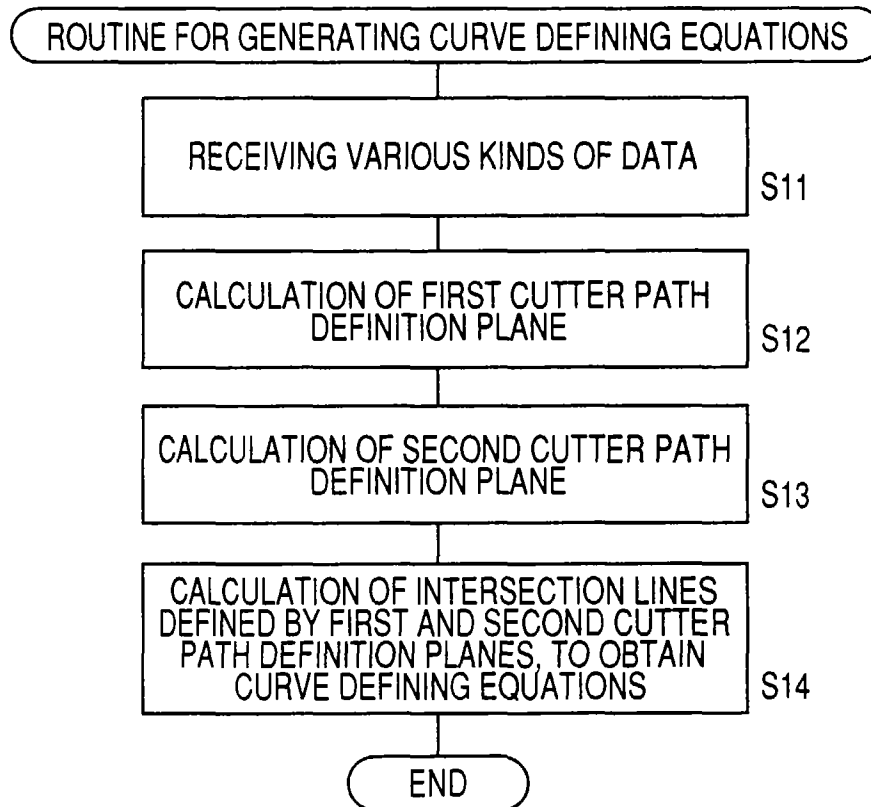 ROUTINE FOR GENERATING CURVE DEFINING EQUATIONS
RECEIVING VARIOUS KINDS OF DATA
S11
CALCULATION OF FIRST CUTTER PATH
DEFINITION PLANE
S12
CALCULATION OF SECOND CUTTER PATH
DEFINITION PLANE
S13
CALCULATION OF INTERSECTION LINES
DEFINED BY FIRST AND SECOND CUTTER
PATH DEFINITION PLANES, TO OBTAIN
CURVE DEFINING EQUATIONS
S14
END